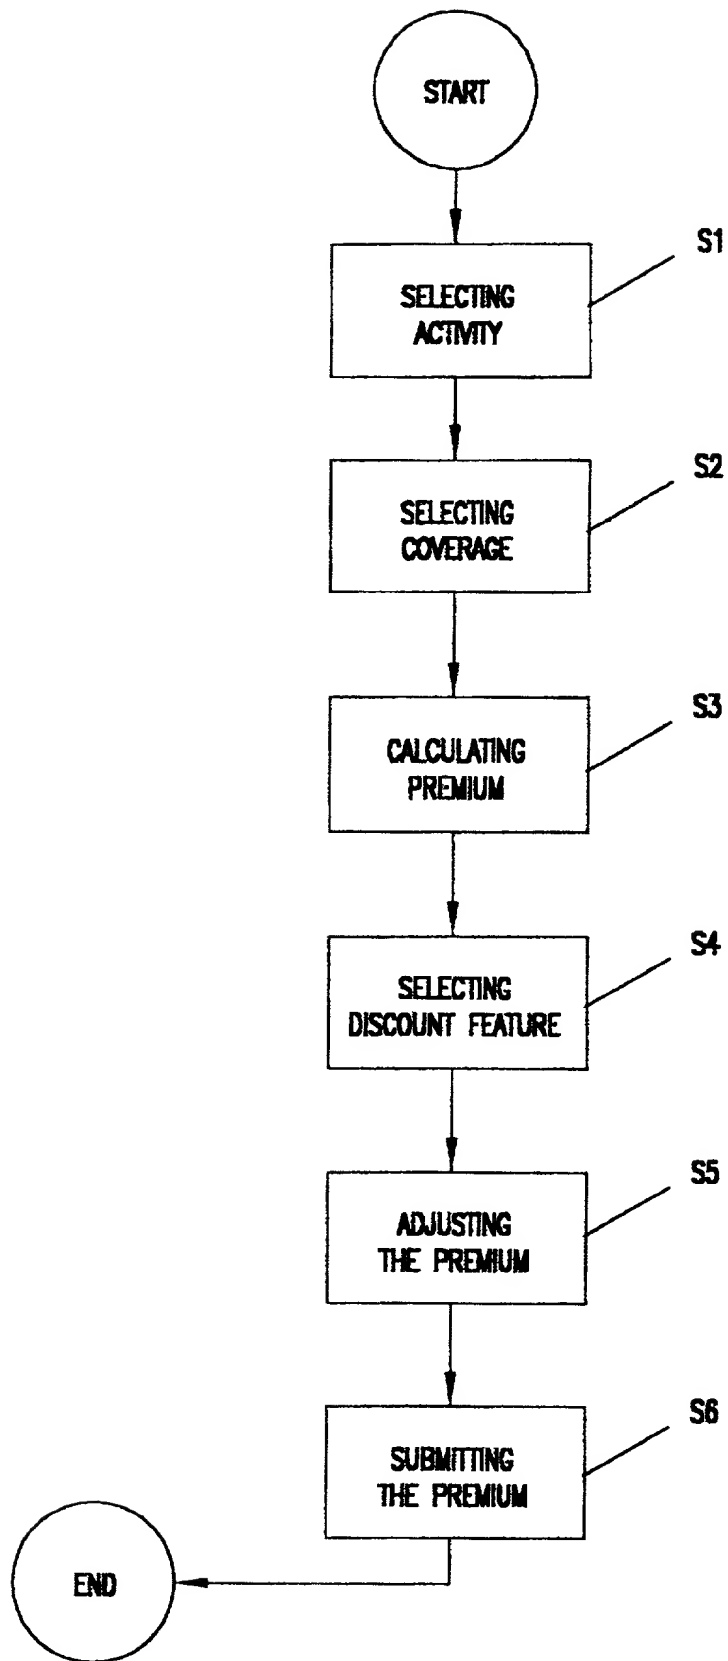 START
S1
SELECTING
ACTIVITY
S2
SELECTING
COVERAGE
S3
CALCULATING
PREMIUM
S4
SELECTING
DISCOUNT FEATURE
S5
ADJUSTING
THE PREMIUM
S6
SUBMITTING
THE PREMIUM
END